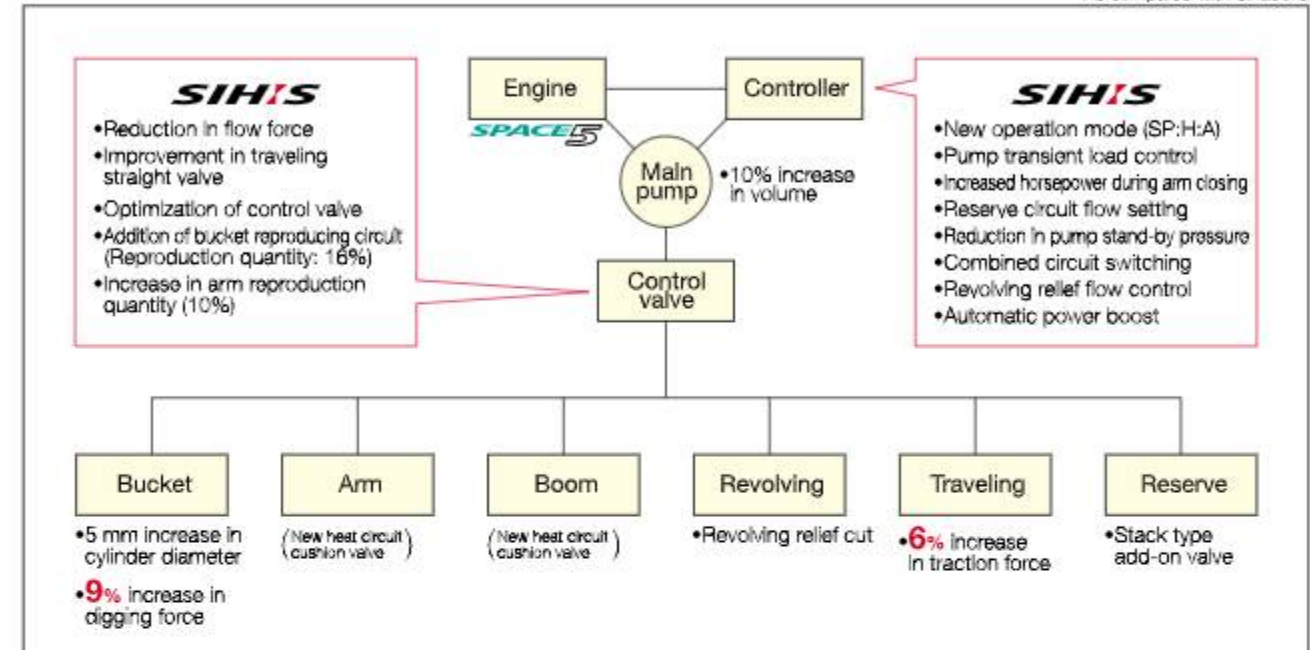 SIH:S
•Reduction in flow force
•Improvement in traveling
straight valve
•Optimization of control valve
•Addition of bucket reproducing circuit
(Reproduction quantity: 16%)
•Increase in arm reproduction
quantity (10%)
Engine
SPACE5
Controller
Main
pump
•10% increase
in volume
Control
valve
SIH:S
•New operation mode (SP:H:A)
•Pump transient load control
•Increased horsepower during arm closing
•Reserve circuit flow setting
•Reduction in pump stand-by pressure
•Combined circuit switching
•Revolving relief flow control
•Automatic power boost
Bucket
•5 mm increase in
cylinder diameter
•9% increase in
digging force
Arm
(New heat circuit
cushion valve)
Boom
(New heat circuit
cushion valve)
Revolving
•Revolving relief cut
Traveling
•6% increase
in traction force
Reserve
•Stack type
add-on valve